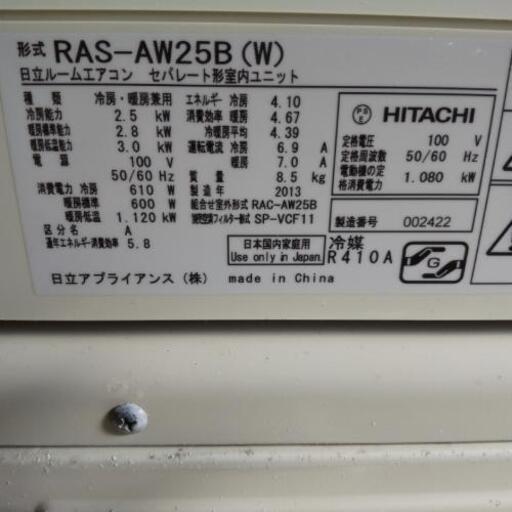 形式 RAS-AW25B(W)
日立ルームエアコン セパレート形室内ユニット
種類 冷房・暖房兼用
冷房能力 2.5 kW
暖房標準能力 2.8 kW
暖房低温能力 3.0 kW
電源 100 V
50/60 Hz
消費電力 冷房 610 W
暖房標準 600 W
暖房低温 1.120 kW
区分名 A
通年エネルギー消費効率 5.8
エネルギー 冷房 4.10
消費効率 暖房 4.67
冷暖房平均 4.39
運転電流 冷房 6.9 A
暖房 7.0 A
質量 8.5 kg
製造年 2013
組合せ室外形式 RAC-AW25B
SP-VCF11
日本国内家庭用
Use only in Japan.
日立アプライアンス(株) made in China
PSE
HITACHI
定格電圧 100 V
定格周波数 50/60 Hz
電動機の定格消費電力 1.080 kW
製造番号 002422
冷媒
R410A
G